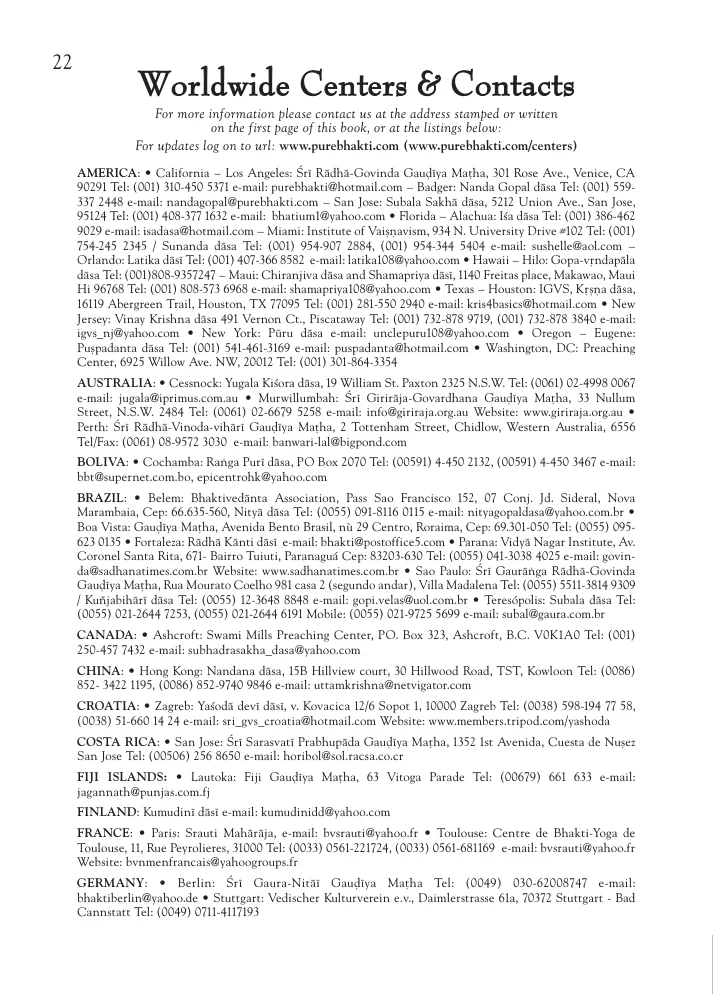 22
Worldwide Centers & Contacts
For more information please contact us at the address stamped or written
on the first page of this book, or at the listings below:
For updates log on to url: www.purebhakti.com (www.purebhakti.com/centers)
AMERICA: • California – Los Angeles: Śrī Rādhā-Govinda Gauḍīya Maṭha, 301 Rose Ave., Venice, CA
90291 Tel: (001) 310-450 5371 e-mail: purebhakti@hotmail.com – Badger: Nanda Gopal dāsa Tel: (001) 559-
337 2448 e-mail: nandagopal@purebhakti.com – San Jose: Subala Sakhā dāsa, 5212 Union Ave., San Jose,
95124 Tel: (001) 408-377 1632 e-mail: bhatium1@yahoo.com • Florida – Alachua: Iśa dāsa Tel: (001) 386-462
9029 e-mail: isadasa@hotmail.com – Miami: Institute of Vaiṣṇavism, 934 N. University Drive #102 Tel: (001)
754-245 2345 / Sunanda dāsa Tel: (001) 954-907 2884, (001) 954-344 5404 e-mail: sushelle@aol.com –
Orlando: Latika dāsī Tel: (001) 407-366 8582 e-mail: latika108@yahoo.com • Hawaii – Hilo: Gopa-vṛndapāla
dāsa Tel: (001)808-9357247 – Maui: Chiranjiva dāsa and Shamapriya dāsī, 1140 Freitas place, Makawao, Maui
Hi 96768 Tel: (001) 808-573 6968 e-mail: shamapriya108@yahoo.com • Texas – Houston: IGVS, Kṛṣṇa dāsa,
16119 Abergreen Trail, Houston, TX 77095 Tel: (001) 281-550 2940 e-mail: kris4basics@hotmail.com • New
Jersey: Vinay Krishna dāsa 491 Vernon Ct., Piscataway Tel: (001) 732-878 9719, (001) 732-878 3840 e-mail:
igvs_nj@yahoo.com • New York: Pūru dāsa e-mail: unclepuru108@yahoo.com • Oregon – Eugene:
Puṣpadanta dāsa Tel: (001) 541-461-3169 e-mail: puspadanta@hotmail.com • Washington, DC: Preaching
Center, 6925 Willow Ave. NW, 20012 Tel: (001) 301-864-3354
AUSTRALIA: • Cessnock: Yugala Kiśora dāsa, 19 William St. Paxton 2325 N.S.W. Tel: (0061) 02-4998 0067
e-mail: jugala@iprimus.com.au • Murwillumbah: Śrī Girirāja-Govardhana Gauḍīya Maṭha, 33 Nullum
Street, N.S.W. 2484 Tel: (0061) 02-6679 5258 e-mail: info@giriraja.org.au Website: www.giriraja.org.au •
Perth: Śrī Rādhā-Vinoda-vihārī Gauḍīya Maṭha, 2 Tottenham Street, Chidlow, Western Australia, 6556
Tel/Fax: (0061) 08-9572 3030 e-mail: banwari-lal@bigpond.com
BOLIVA: • Cochamba: Raṅga Purī dāsa, PO Box 2070 Tel: (00591) 4-450 2132, (00591) 4-450 3467 e-mail:
bbt@supernet.com.bo, epicentrohk@yahoo.com
BRAZIL: • Belem: Bhaktivedānta Association, Pass Sao Francisco 152, 07 Conj. Jd. Sideral, Nova
Marambaia, Cep: 66.635-560, Nityā dāsa Tel: (0055) 091-8116 0115 e-mail: nityagopaldasa@yahoo.com.br •
Boa Vista: Gauḍīya Maṭha, Avenida Bento Brasil, nù 29 Centro, Roraima, Cep: 69.301-050 Tel: (0055) 095-
623 0135 • Fortaleza: Rādhā Kānti dāsī e-mail: bhakti@postoffice5.com • Parana: Vidyā Nagar Institute, Av.
Coronel Santa Rita, 671- Bairro Tuiuti, Paranaguá Cep: 83203-630 Tel: (0055) 041-3038 4025 e-mail: govin-
da@sadhanatimes.com.br Website: www.sadhanatimes.com.br • Sao Paulo: Śrī Gaurāṅga Rādhā-Govinda
Gauḍīya Maṭha, Rua Mourato Coelho 981 casa 2 (segundo andar), Villa Madalena Tel: (0055) 5511-3814 9309
/ Kuñjabihārī dāsa Tel: (0055) 12-3648 8848 e-mail: gopi.velas@uol.com.br • Teresópolis: Subala dāsa Tel:
(0055) 021-2644 7253, (0055) 021-2644 6191 Mobile: (0055) 021-9725 5699 e-mail: subal@gaura.com.br
CANADA: • Ashcroft: Swami Mills Preaching Center, PO. Box 323, Ashcroft, B.C. V0K1A0 Tel: (001)
250-457 7432 e-mail: subhadrasakha_dasa@yahoo.com
CHINA: • Hong Kong: Nandana dāsa, 15B Hillview court, 30 Hillwood Road, TST, Kowloon Tel: (0086)
852- 3422 1195, (0086) 852-9740 9846 e-mail: uttamkrishna@netvigator.com
CROATIA: • Zagreb: Yaśodā devī dāsī, v. Kovacica 12/6 Sopot 1, 10000 Zagreb Tel: (0038) 598-194 77 58,
(0038) 51-660 14 24 e-mail: sri_gvs_croatia@hotmail.com Website: www.members.tripod.com/yashoda
COSTA RICA: • San Jose: Śrī Sarasvatī Prabhupāda Gauḍīya Maṭha, 1352 1st Avenida, Cuesta de Nuṣez
San Jose Tel: (00506) 256 8650 e-mail: horibol@sol.racsa.co.cr
FIJI ISLANDS: • Lautoka: Fiji Gauḍīya Maṭha, 63 Vitoga Parade Tel: (00679) 661 633 e-mail:
jagannath@punjas.com.fj
FINLAND: Kumudinī dāsī e-mail: kumudinidd@yahoo.com
FRANCE: • Paris: Srauti Mahārāja, e-mail: bvsrauti@yahoo.fr • Toulouse: Centre de Bhakti-Yoga de
Toulouse, 11, Rue Peyrolieres, 31000 Tel: (0033) 0561-221724, (0033) 0561-681169 e-mail: bvsrauti@yahoo.fr
Website: bvnmenfrancais@yahoogroups.fr
GERMANY: • Berlin: Śrī Gaura-Nitāī Gauḍīya Maṭha Tel: (0049) 030-62008747 e-mail:
bhaktiberlin@yahoo.de • Stuttgart: Vedischer Kulturverein e.v., Daimlerstrasse 61a, 70372 Stuttgart - Bad
Cannstatt Tel: (0049) 0711-4117193